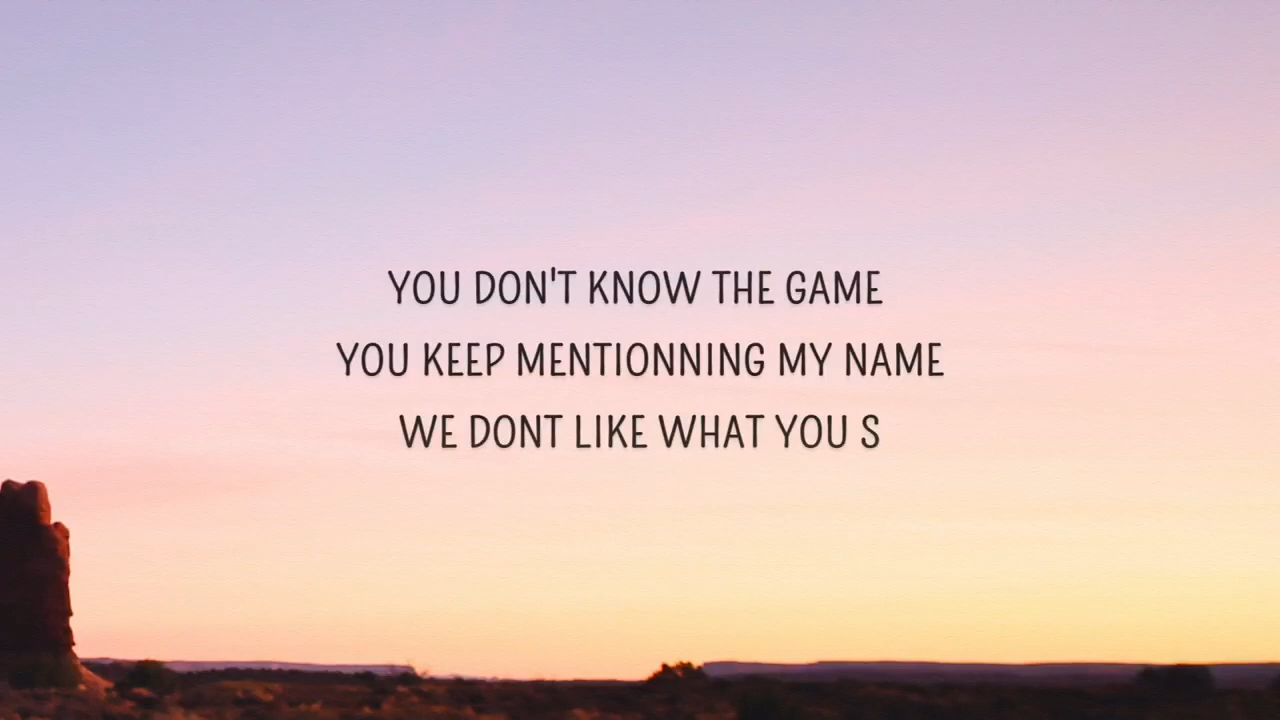 YOU DON'T KNOW THE GAME
YOU KEEP MENTIONNING MY NAME
WE DONT LIKE WHAT YOU S